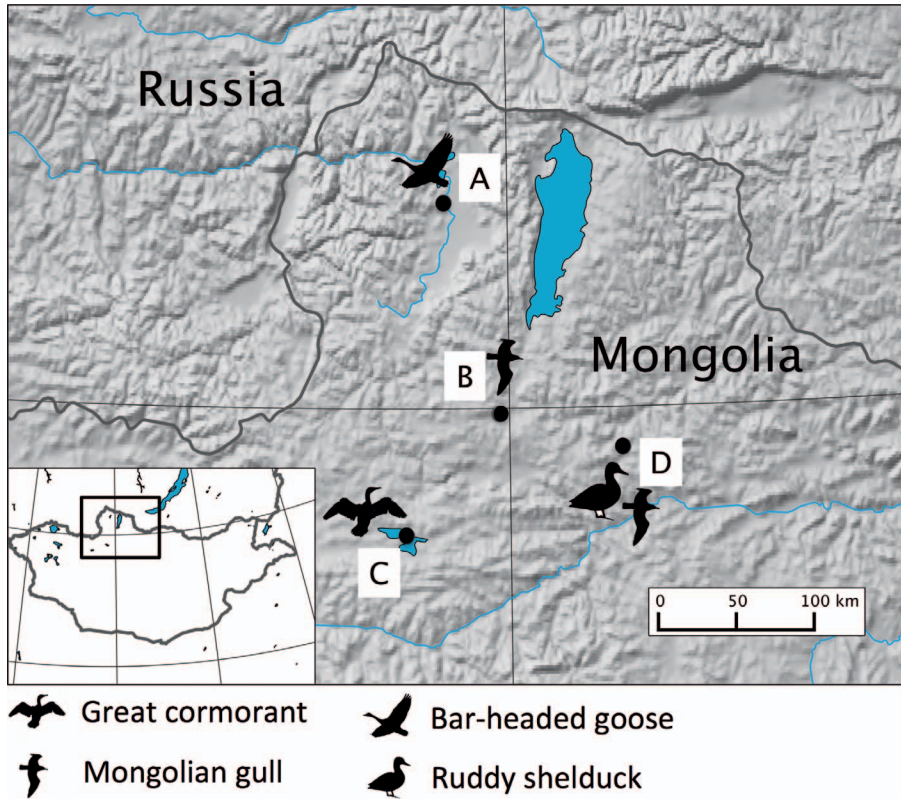 Russia
A
Mongolia
B
D
C
0 50 100 km
Great cormorant
Bar-headed goose
Mongolian gull
Ruddy shelduck